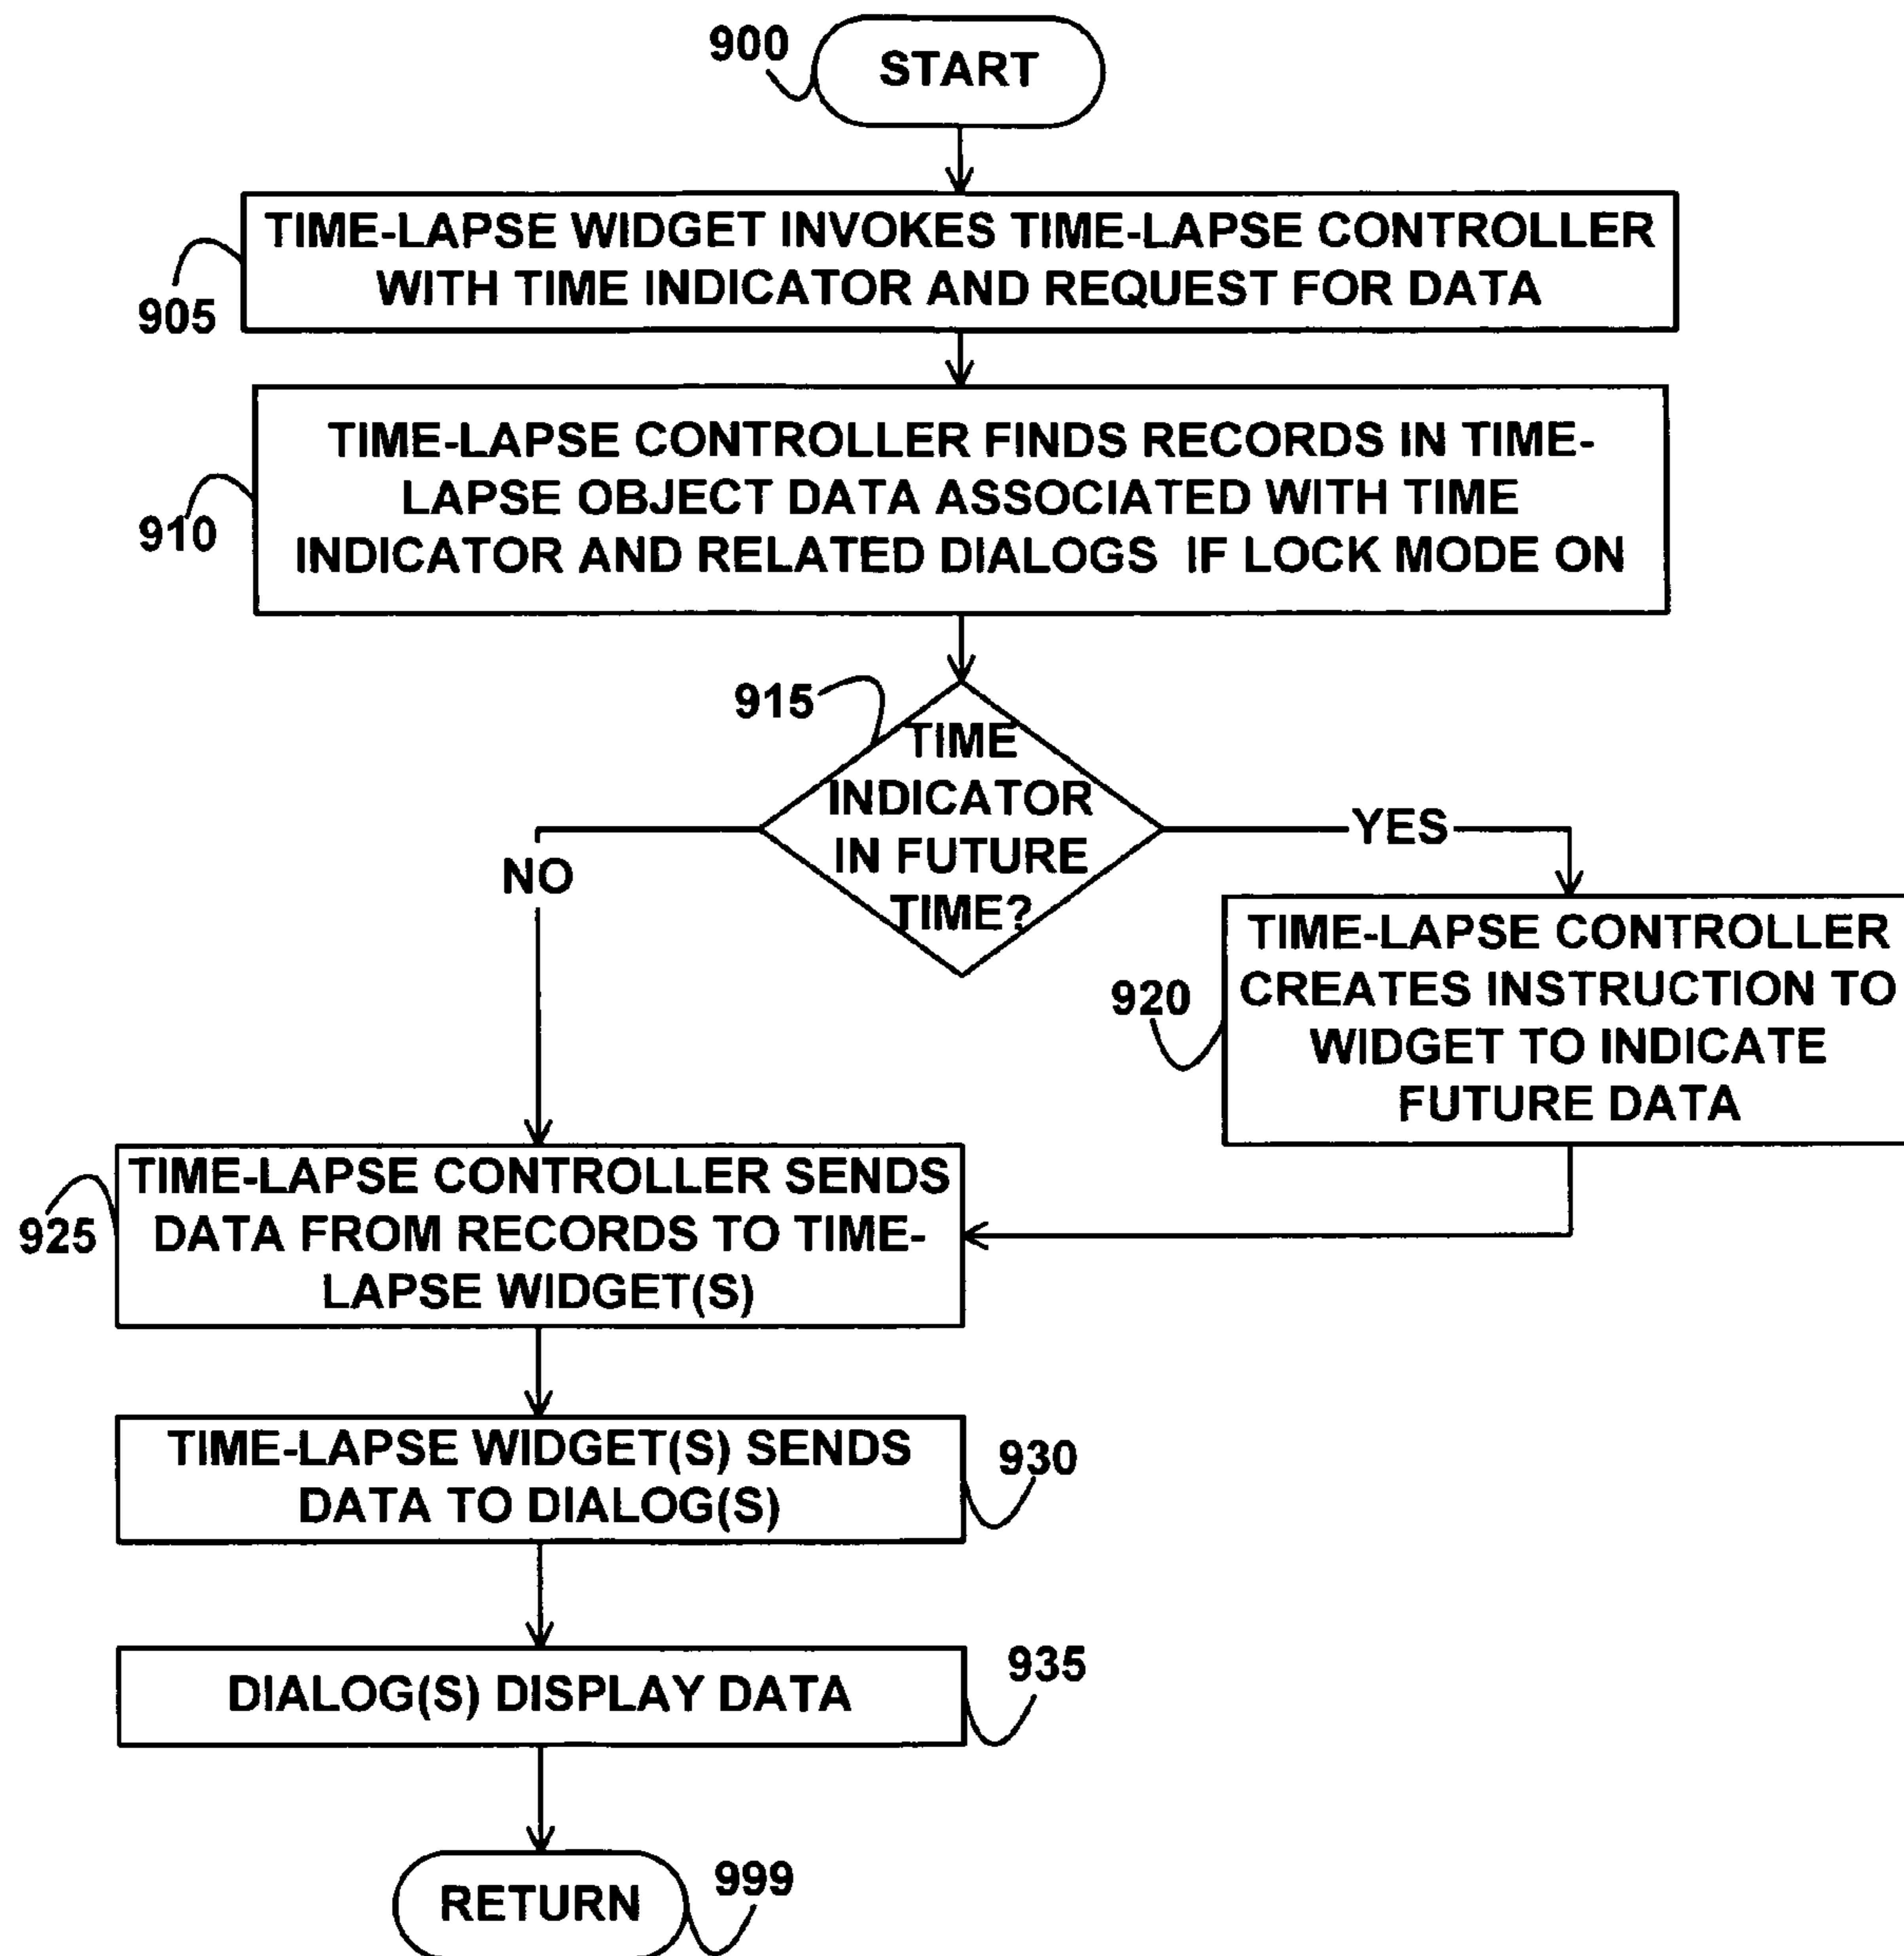 900
START
TIME-LAPSE WIDGET INVOKES TIME-LAPSE CONTROLLER
WITH TIME INDICATOR AND REQUEST FOR DATA
905
TIME-LAPSE CONTROLLER FINDS RECORDS IN TIME-
LAPSE OBJECT DATA ASSOCIATED WITH TIME
INDICATOR AND RELATED DIALOGS IF LOCK MODE ON
910
915
TIME
INDICATOR
IN FUTURE
TIME?
YES
NO
TIME-LAPSE CONTROLLER
CREATES INSTRUCTION TO
WIDGET TO INDICATE
FUTURE DATA
920
TIME-LAPSE CONTROLLER SENDS
DATA FROM RECORDS TO TIME-
LAPSE WIDGET(S)
925
TIME-LAPSE WIDGET(S) SENDS
DATA TO DIALOG(S)
930
DIALOG(S) DISPLAY DATA
935
RETURN
999